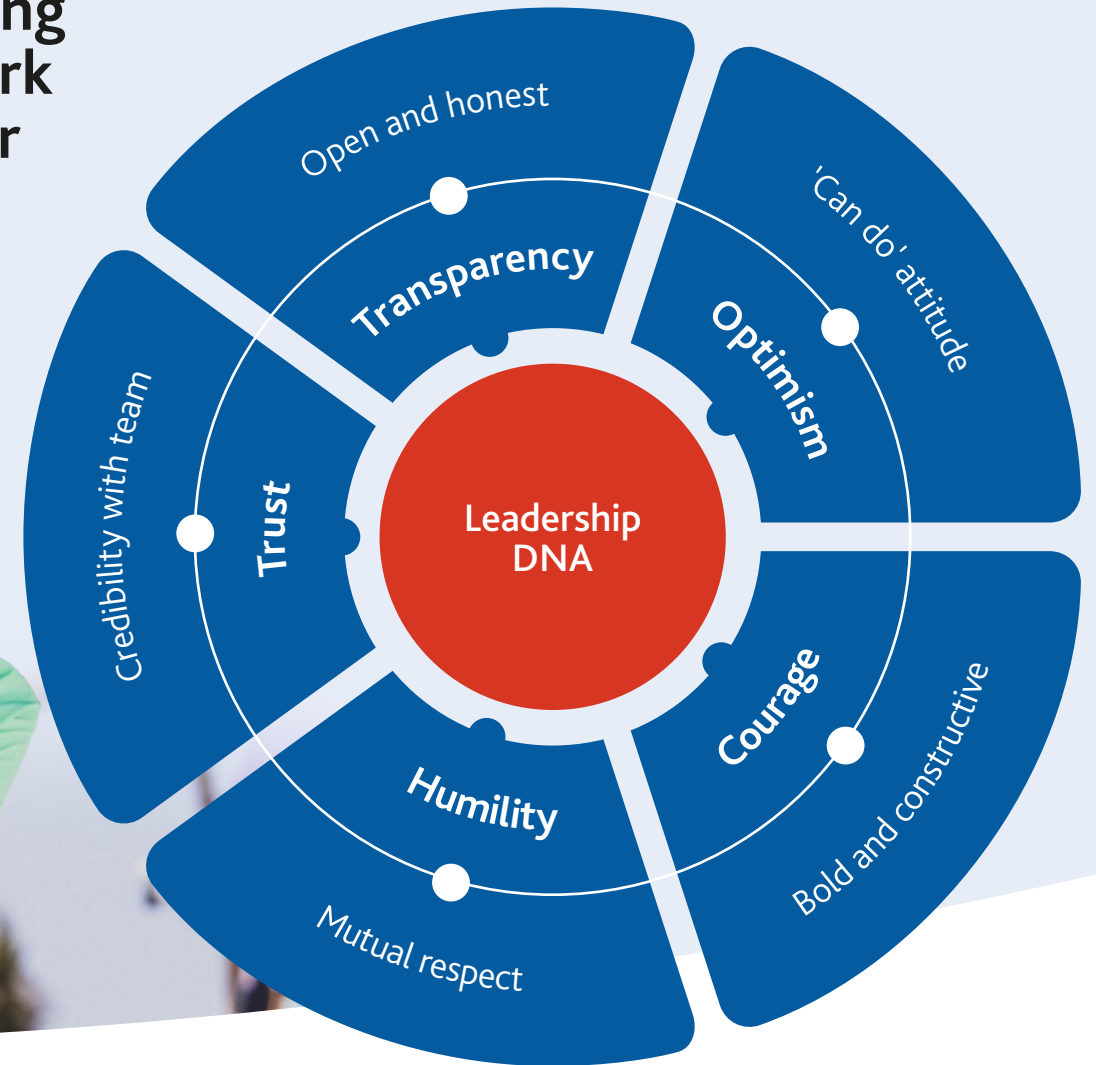 ng
rk
r
Open and honest
Transparency
'Can do' attitude
Optimism
Bold and constructive
Courage
Mutual respect
Humility
Credibility with team
Trust
Leadership
DNA